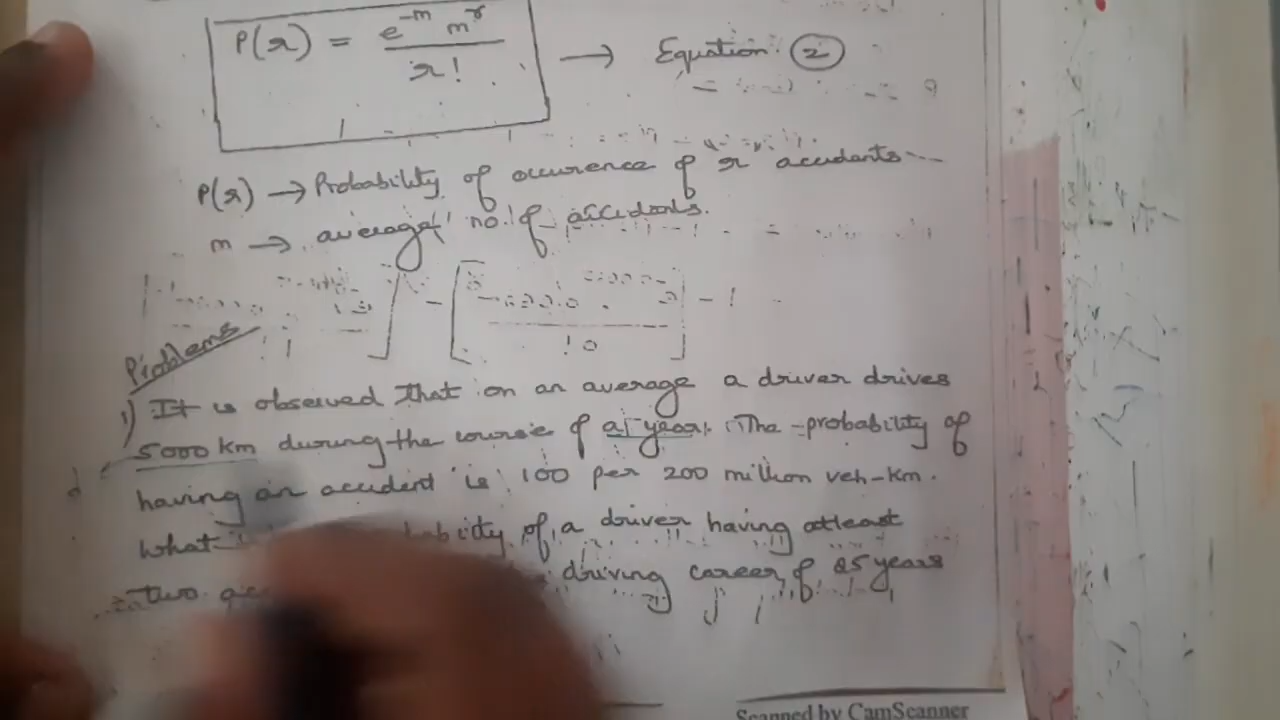 P(r) = e^-m m^r / r! → Equation (2)
P(r) → Probability of occurence of r accidents
m → average no. of accidents.
Problems
1) It is observed that on an average a driver drives
5000 km during the course of a year. The probability of
having an accident is 100 per 200 million veh-km.
What of a driver having atleast
two driving career of 25 years
Scanned by CamScanner